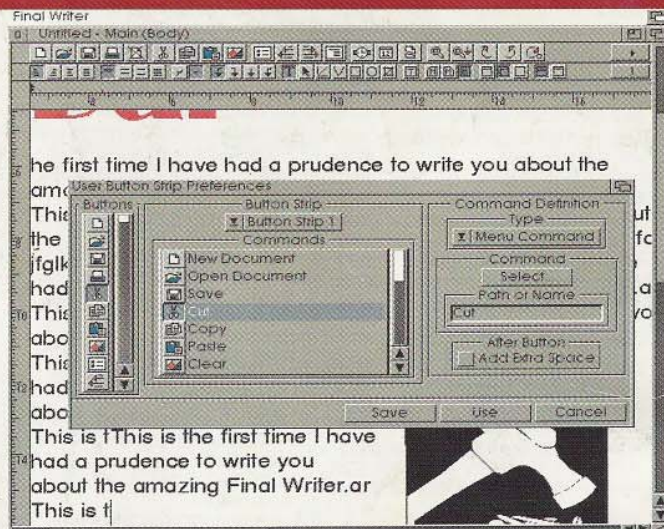 Final Writer
Untitled - Main (Body)
he first time I have had a prudence to write you about the
User Button Strip Preferences
Buttons
Button Strip
Button Strip 1
Commands
New Document
Open Document
Save
Cut
Copy
Paste
Clear
Command Definition
Type
Menu Command
Command
Select...
Path or Name
Cut
After Button
Add Extra Space
Save
Use
Cancel
This is tThis is the first time I have
had a prudence to write you
about the amazing Final Writer.ar
This is t